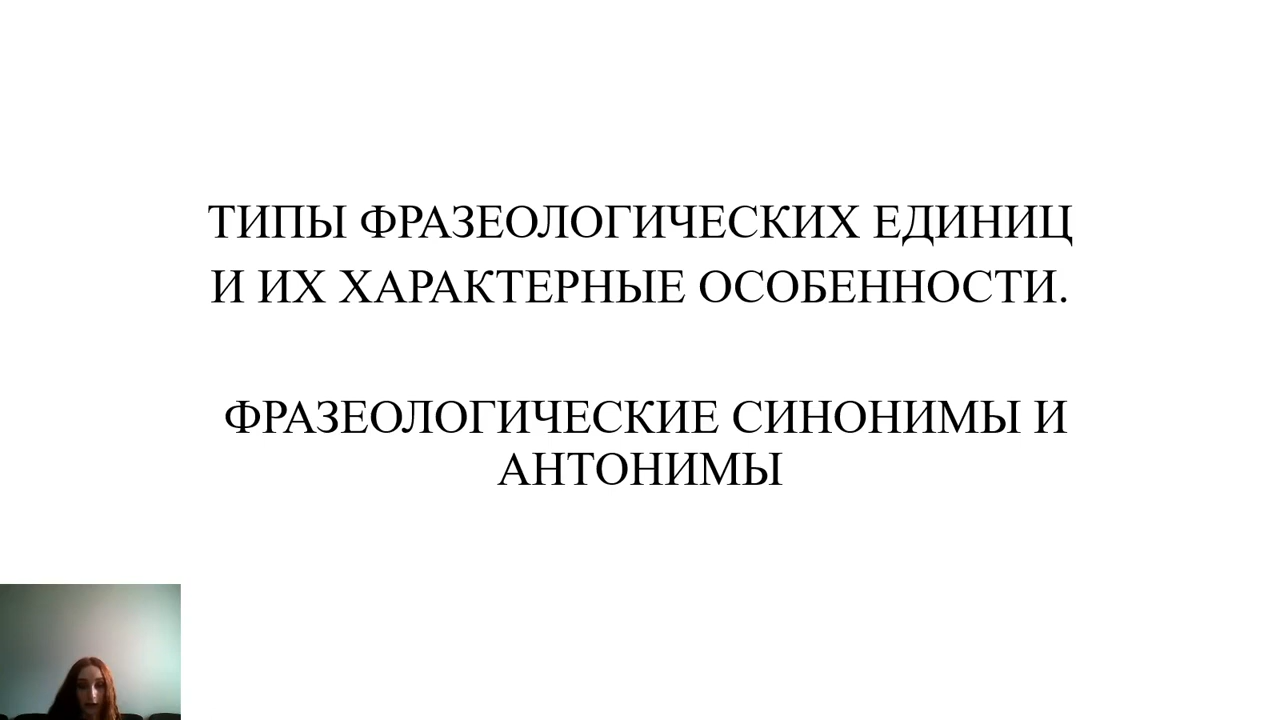 ТИПЫ ФРАЗЕОЛОГИЧЕСКИХ ЕДИНИЦ
И ИХ ХАРАКТЕРНЫЕ ОСОБЕННОСТИ.
ФРАЗЕОЛОГИЧЕСКИЕ СИНОНИМЫ И
АНТОНИМЫ